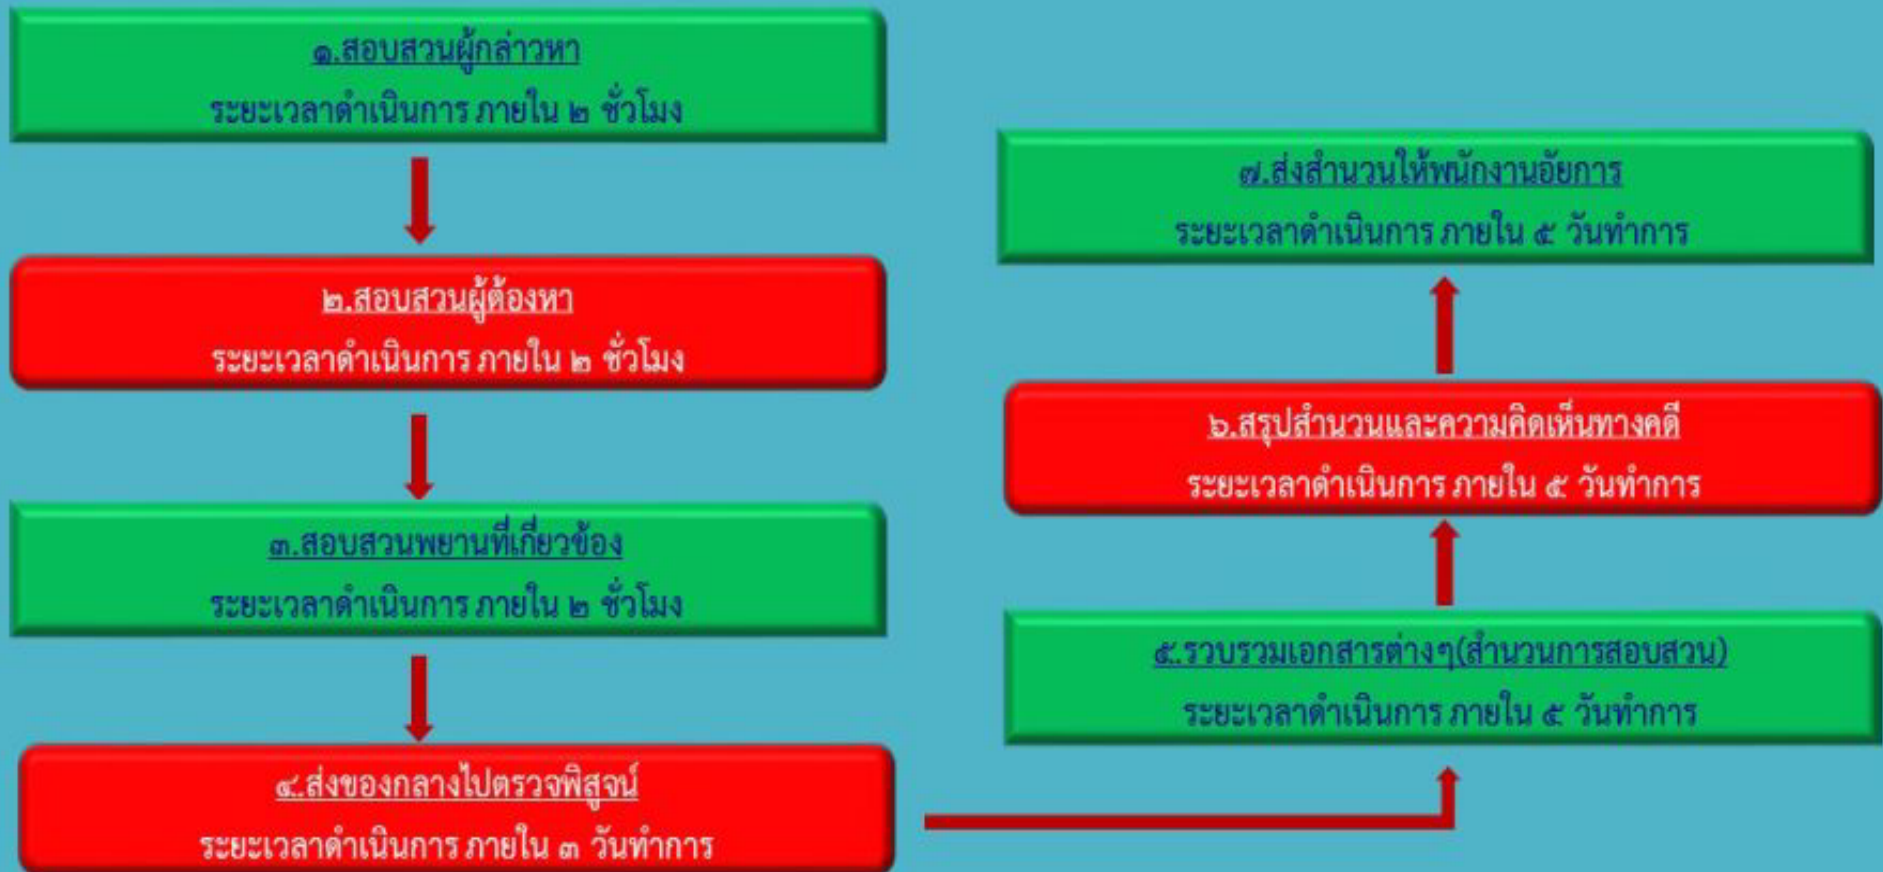 ๑.สอบสวนผู้กล่าวหา
ระยะเวลาดำเนินการ ภายใน ๒ ชั่วโมง
๒.สอบสวนผู้ต้องหา
ระยะเวลาดำเนินการ ภายใน ๒ ชั่วโมง
๓.สอบสวนพยานที่เกี่ยวข้อง
ระยะเวลาดำเนินการ ภายใน ๒ ชั่วโมง
๔.ส่งของกลางไปตรวจพิสูจน์
ระยะเวลาดำเนินการ ภายใน ๓ วันทำการ
๕.รวบรวมเอกสารต่างๆ(สำนวนการสอบสวน)
ระยะเวลาดำเนินการ ภายใน ๕ วันทำการ
๖.สรุปสำนวนและความคิดเห็นทางคดี
ระยะเวลาดำเนินการ ภายใน ๕ วันทำการ
๗.ส่งสำนวนให้พนักงานอัยการ
ระยะเวลาดำเนินการ ภายใน ๕ วันทำการ